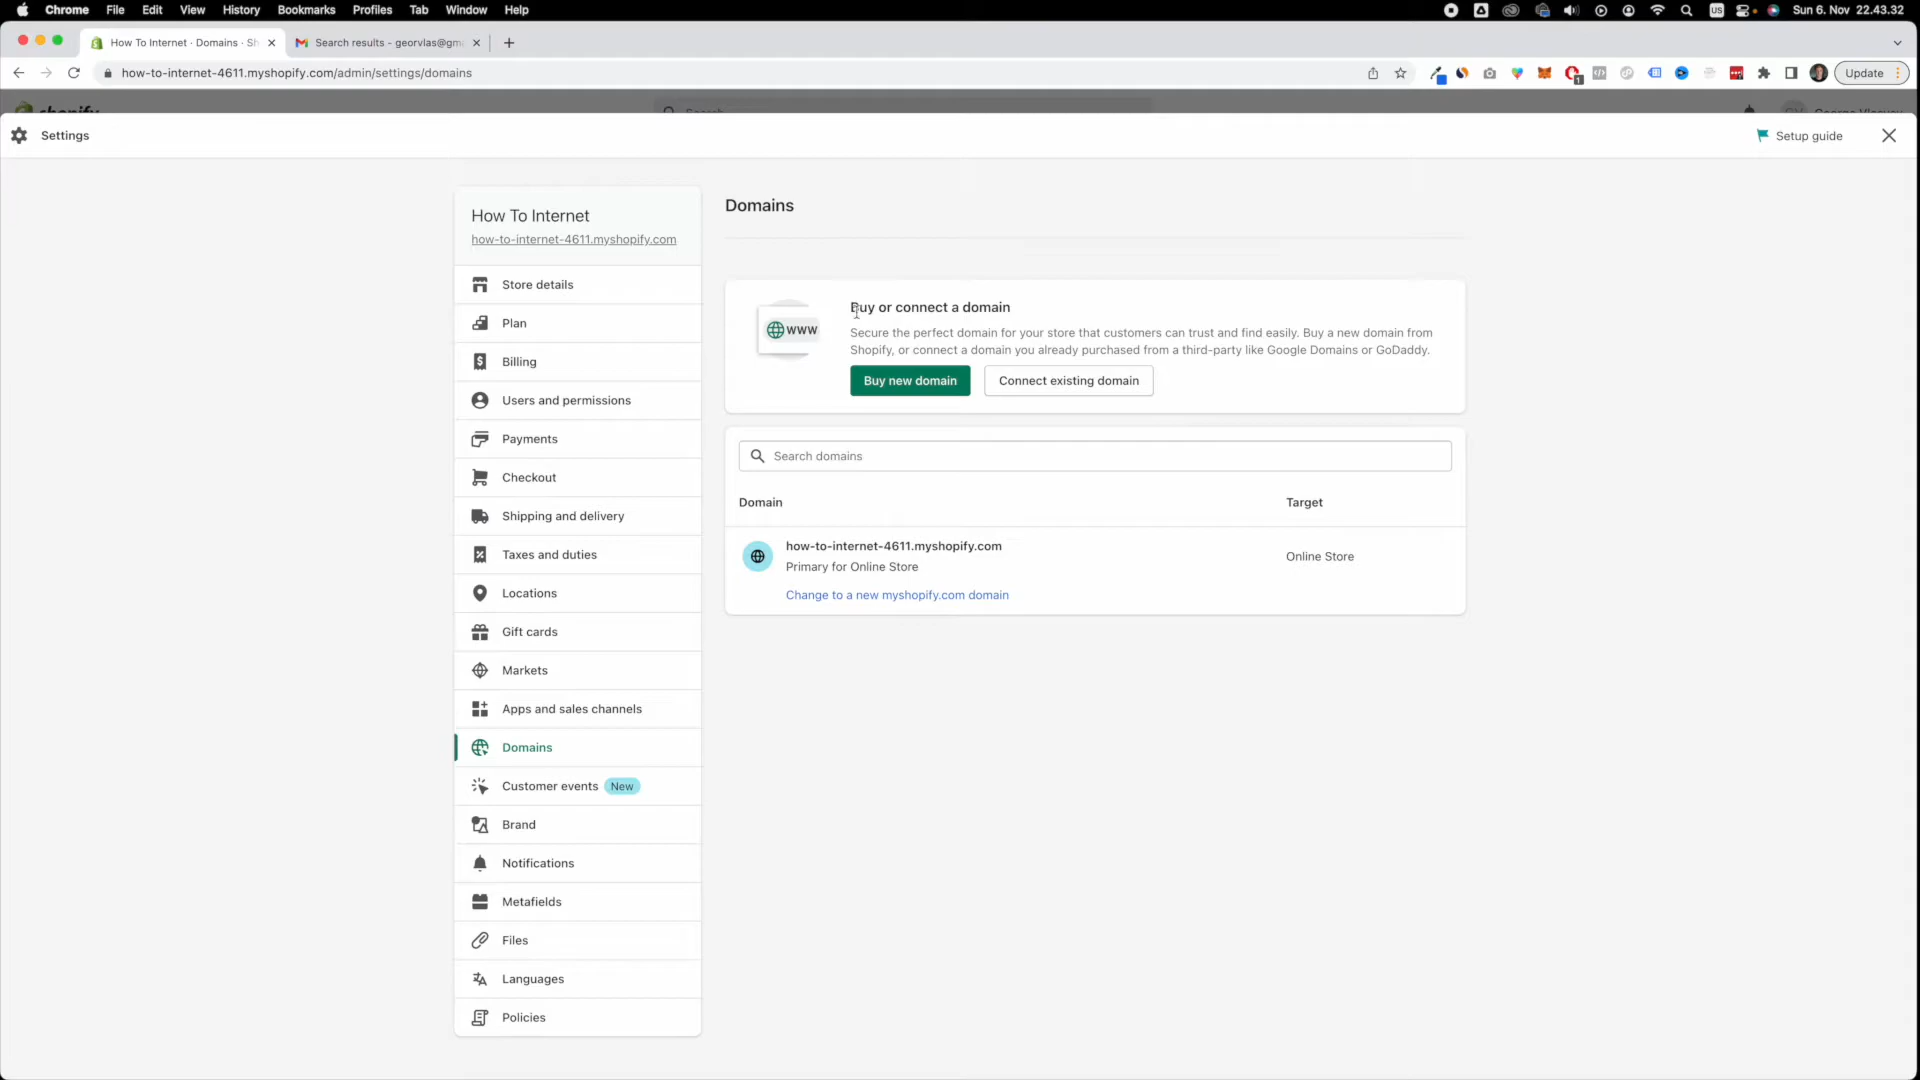 Chrome File Edit View History Bookmarks Profiles Tab Window Help
US
Sun 6. Nov 22.43.32
How To Internet · Domains · Sh
Search results - georvlas@gm
how-to-internet-4611.myshopify.com/admin/settings/domains
1
Update
Settings
Setup guide
How To Internet
how-to-internet-4611.myshopify.com
Store details
Plan
Billing
Users and permissions
Payments
Checkout
Shipping and delivery
Taxes and duties
Locations
Gift cards
Markets
Apps and sales channels
Domains
Customer events New
Brand
Notifications
Metafields
Files
Languages
Policies
Domains
WWW
Buy or connect a domain
Secure the perfect domain for your store that customers can trust and find easily. Buy a new domain from
Shopify, or connect a domain you already purchased from a third-party like Google Domains or GoDaddy.
Buy new domain
Connect existing domain
Search domains
Domain Target
how-to-internet-4611.myshopify.com
Primary for Online Store
Online Store
Change to a new myshopify.com domain